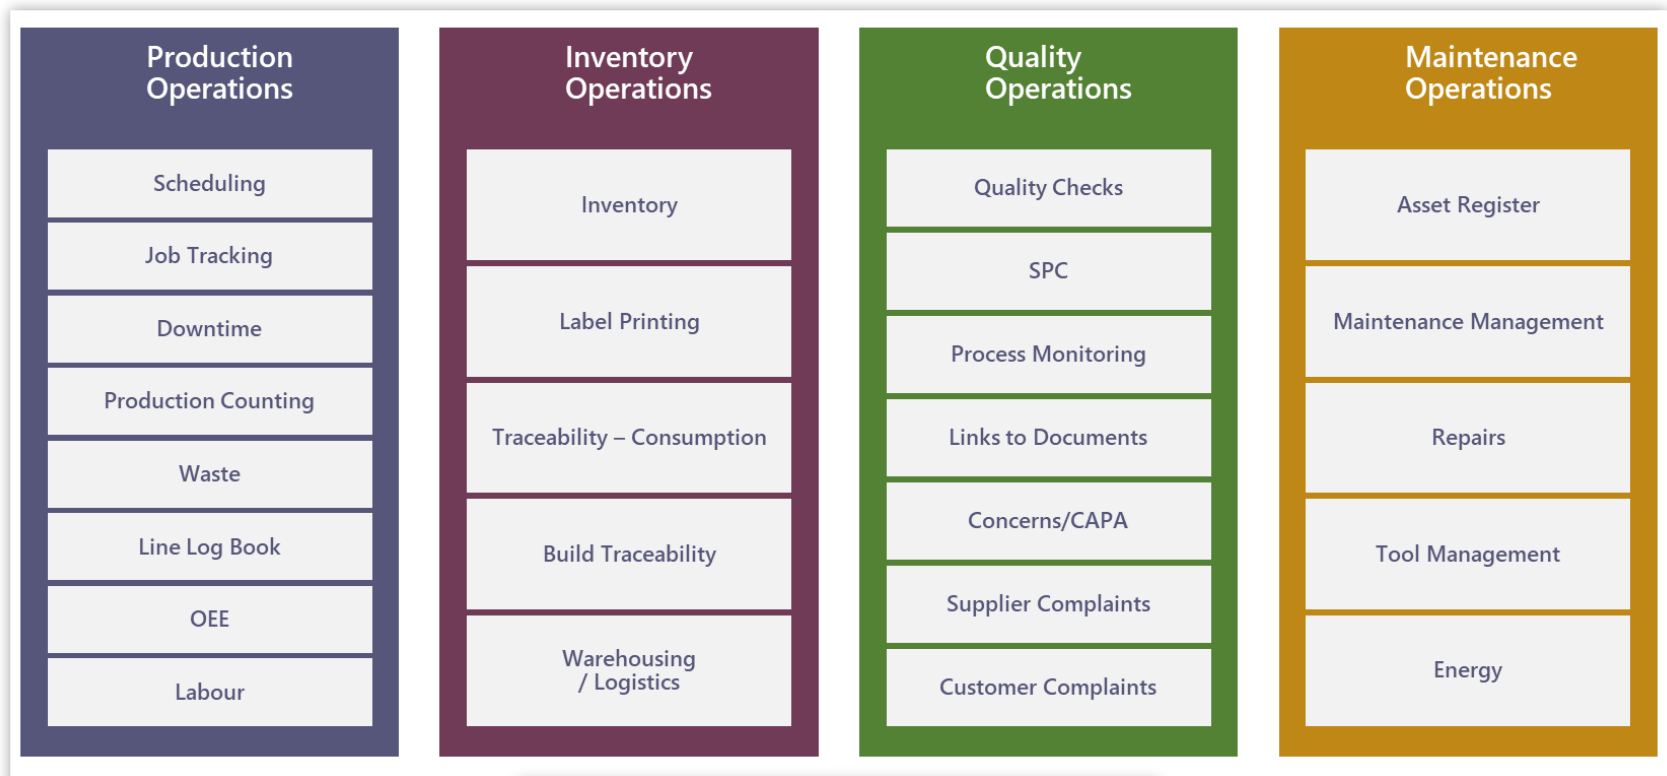 Production
Operations
Scheduling
Job Tracking
Downtime
Production Counting
Waste
Line Log Book
OEE
Labour
Inventory
Operations
Inventory
Label Printing
Traceability – Consumption
Build Traceability
Warehousing
/ Logistics
Quality
Operations
Quality Checks
SPC
Process Monitoring
Links to Documents
Concerns/CAPA
Supplier Complaints
Customer Complaints
Maintenance
Operations
Asset Register
Maintenance Management
Repairs
Tool Management
Energy